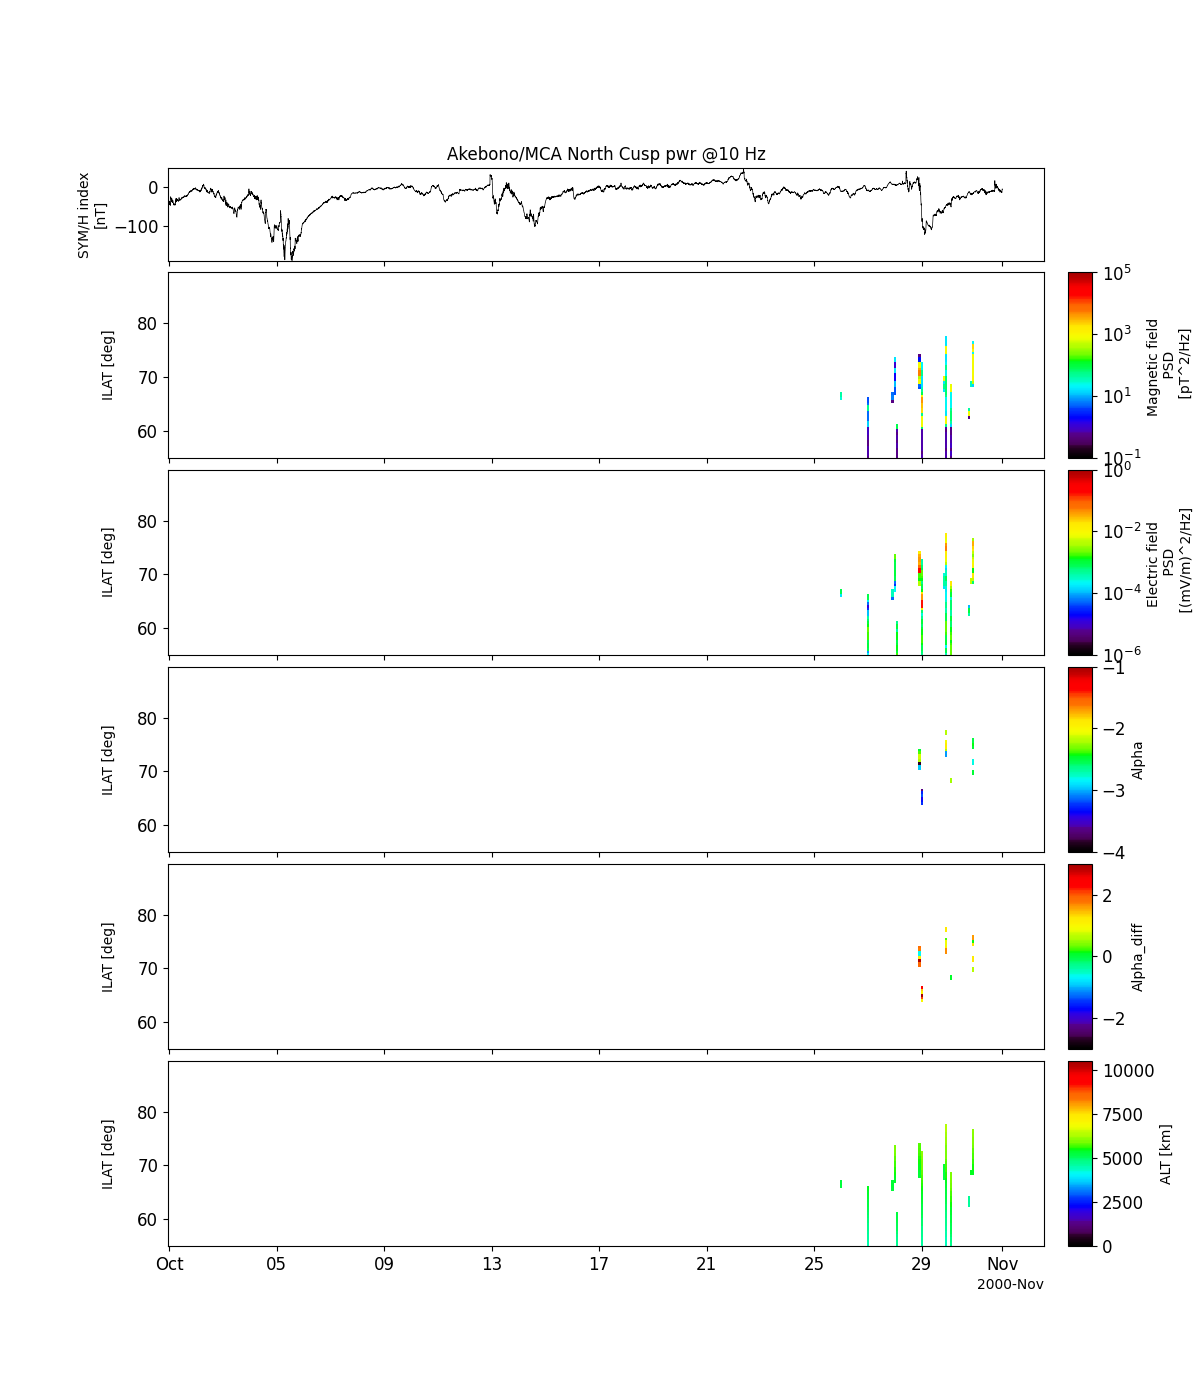 Akebono/MCA North Cusp pwr @10 Hz
SYM/H index
[nT]
0
−100
ILAT [deg]
80
70
60
10^5
10^3
10^1
10^−1
Magnetic field
PSD
[pT^2/Hz]
ILAT [deg]
80
70
60
10^0
10^−2
10^−4
10^−6
Electric field
PSD
[(mV/m)^2/Hz]
ILAT [deg]
80
70
60
−1
−2
−3
−4
Alpha
ILAT [deg]
80
70
60
2
0
−2
Alpha_diff
ILAT [deg]
80
70
60
10000
7500
5000
2500
0
ALT [km]
Oct 05 09 13 17 21 25 29 Nov
2000-Nov